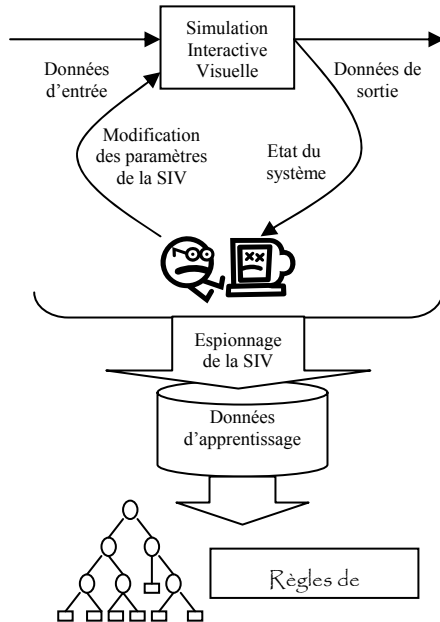 Simulation
Interactive
Visuelle
Données
d'entrée
Données de
sortie
Modification
des paramètres
de la SIV
Etat du
système
Espionnage
de la SIV
Données
d'apprentissage
Règles de